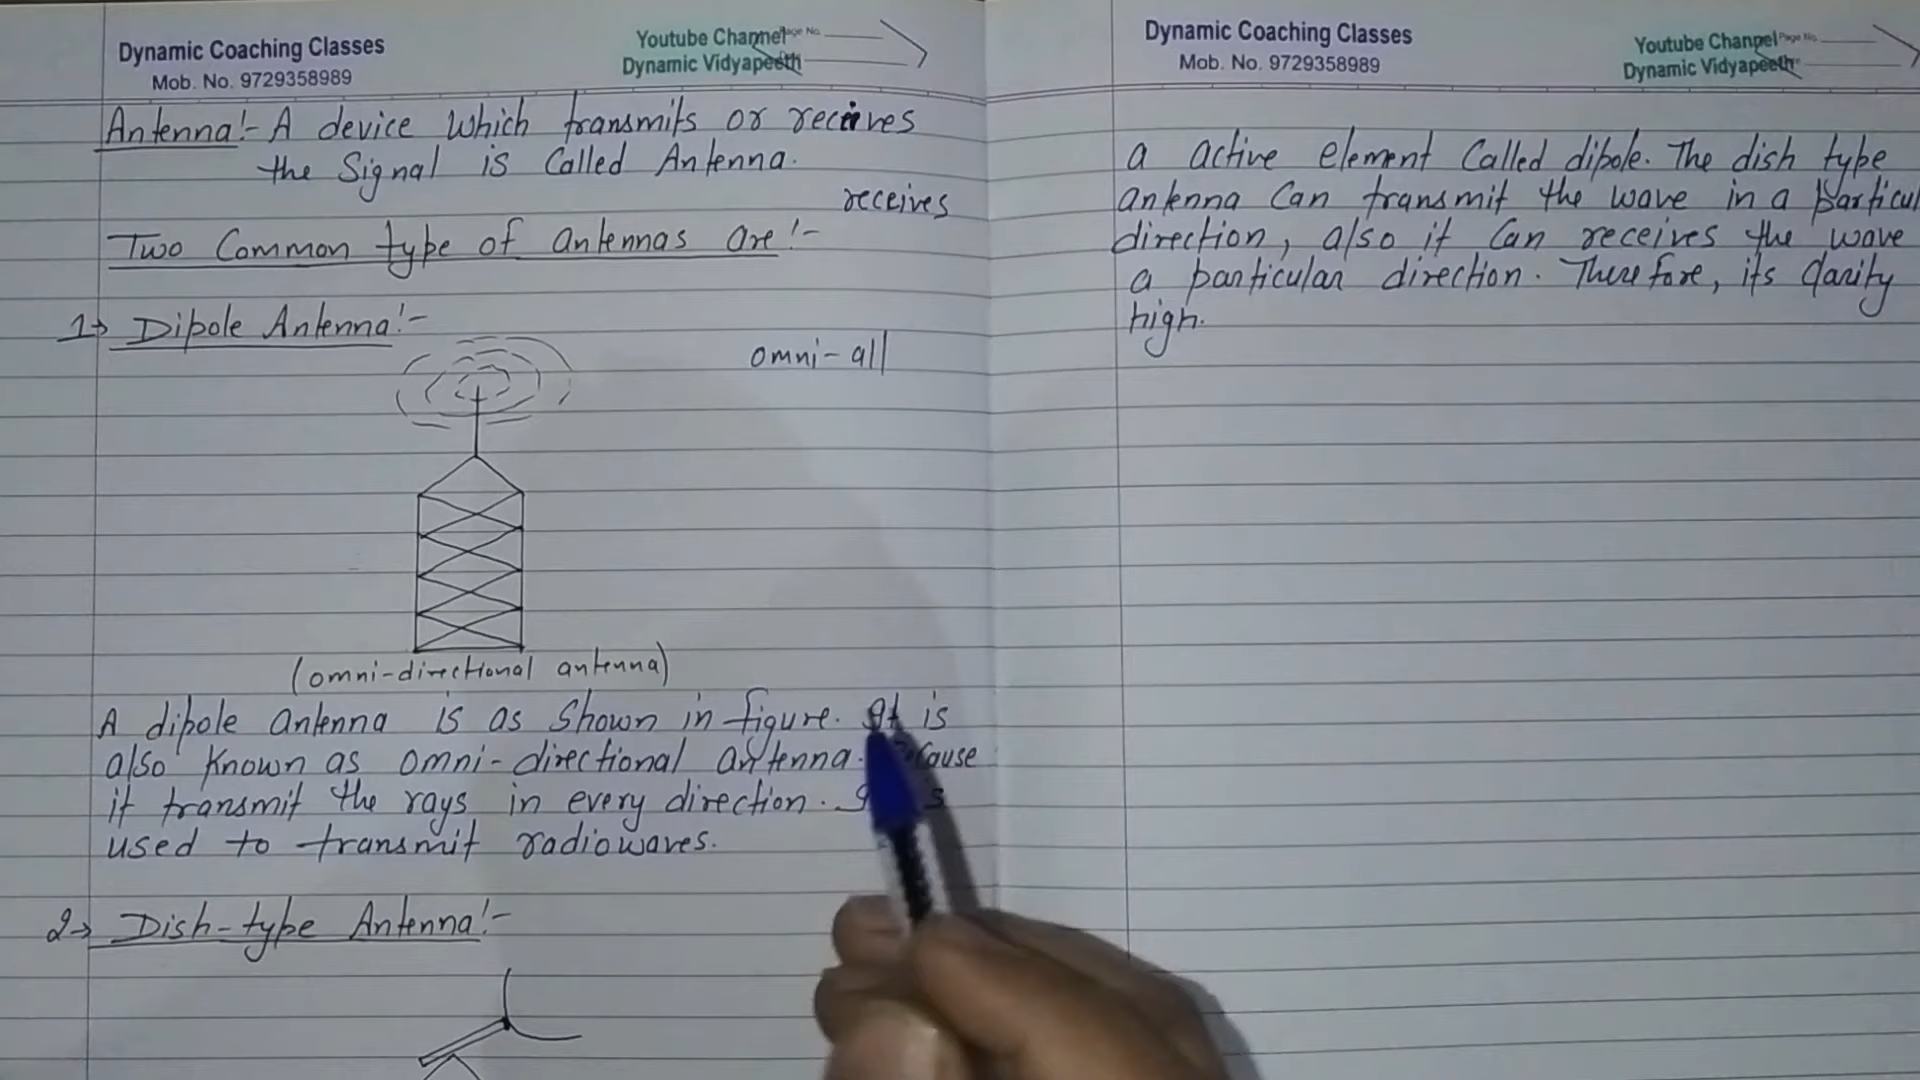 Dynamic Coaching Classes
Mob. No. 9729358989
Youtube Channel
Dynamic Vidyapeeth
Page No.
Antenna:- A device which transmits or receives
the Signal is Called Antenna.
receives
Two Common type of antennas are:-
1→ Dipole Antenna:-
omni-all
(omni-directional antenna)
A dipole antenna is as shown in figure. It is
also known as omni-directional antenna.
it transmit the rays in every direction.
used to transmit radiowaves.
2→ Dish-type Antenna:-
Dynamic Coaching Classes
Mob. No. 9729358989
Youtube Channel
Dynamic Vidyapeeth
Page No.
a active element Called dipole. The dish type
antenna Can transmit the wave in a particul
direction, also it Can receives the wave
a particular direction. Therefore, its clarity
high.